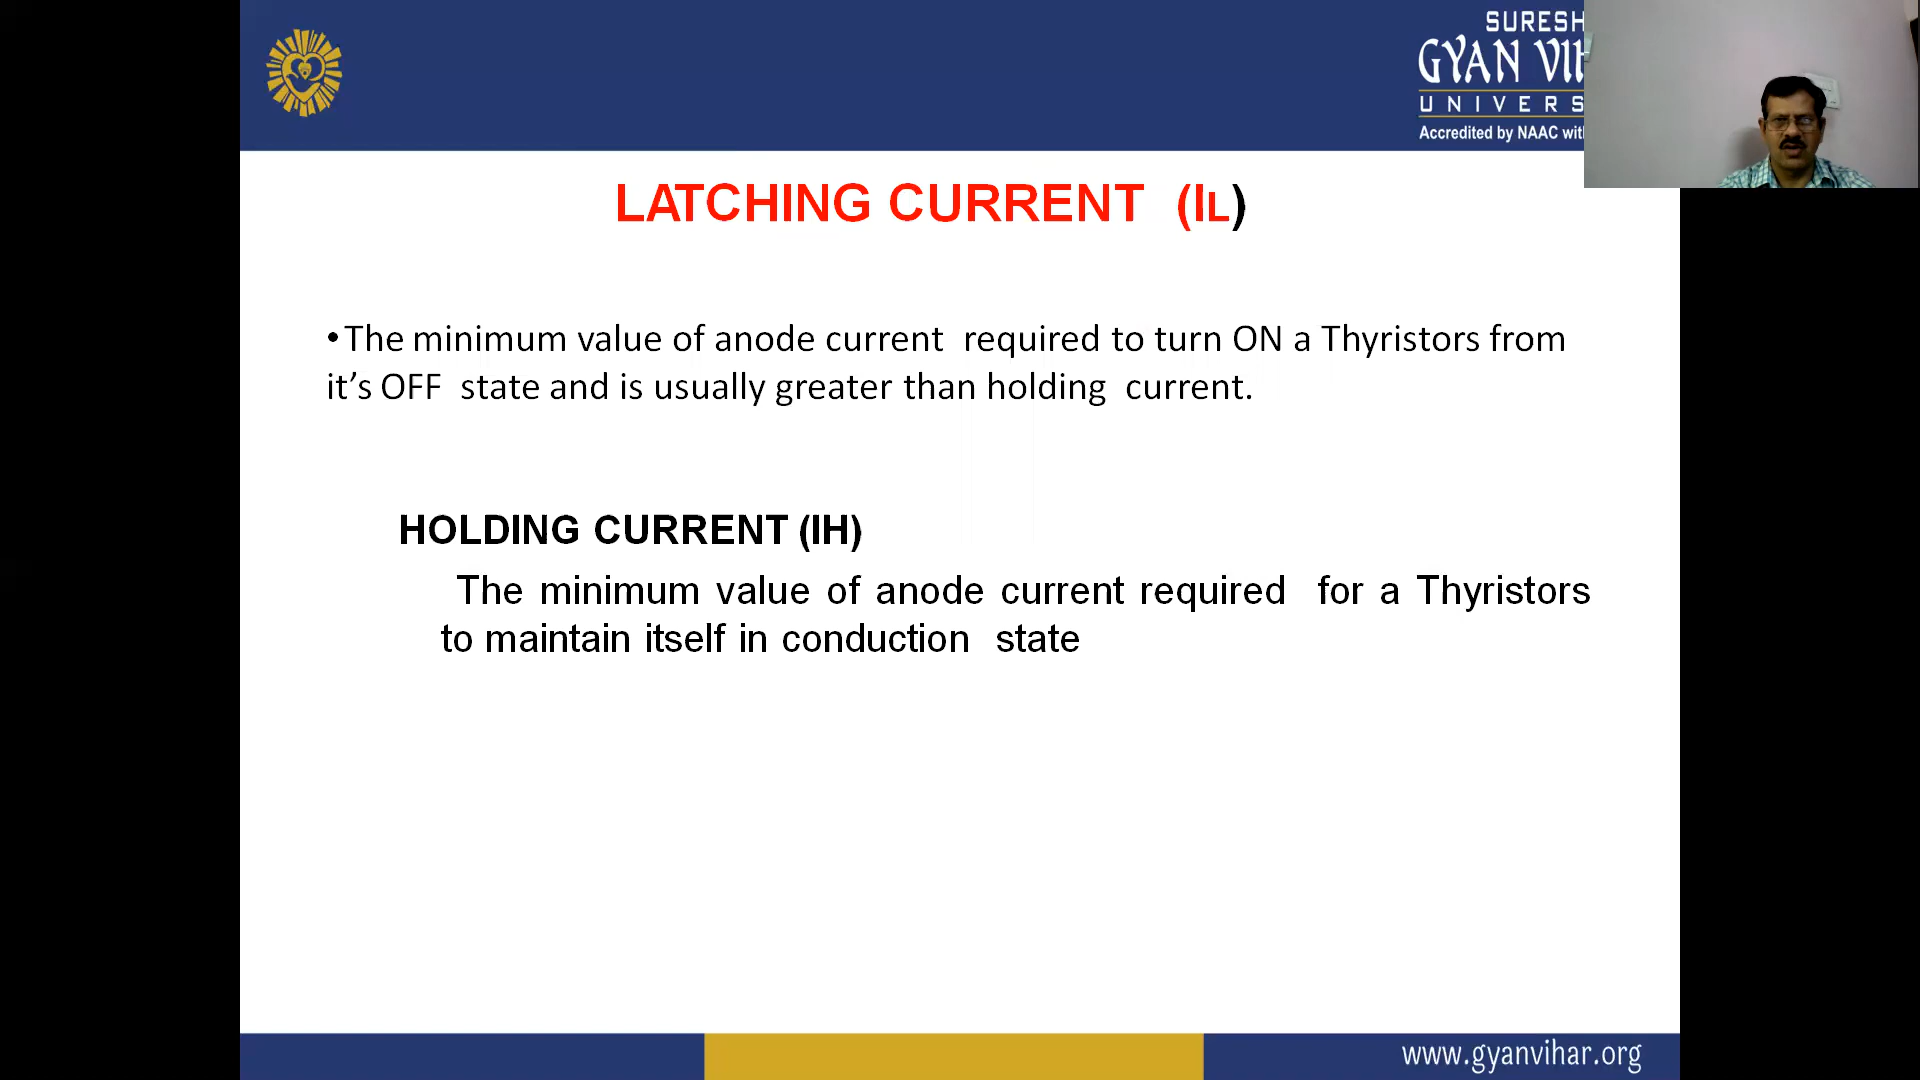 SURESH
GYAN
UNIVERS
Accredited by NAAC with
LATCHING CURRENT (IL)
•The minimum value of anode current required to turn ON a Thyristors from
it’s OFF state and is usually greater than holding current.
HOLDING CURRENT (IH)
The minimum value of anode current required for a Thyristors
to maintain itself in conduction state
www.gyanvihar.org